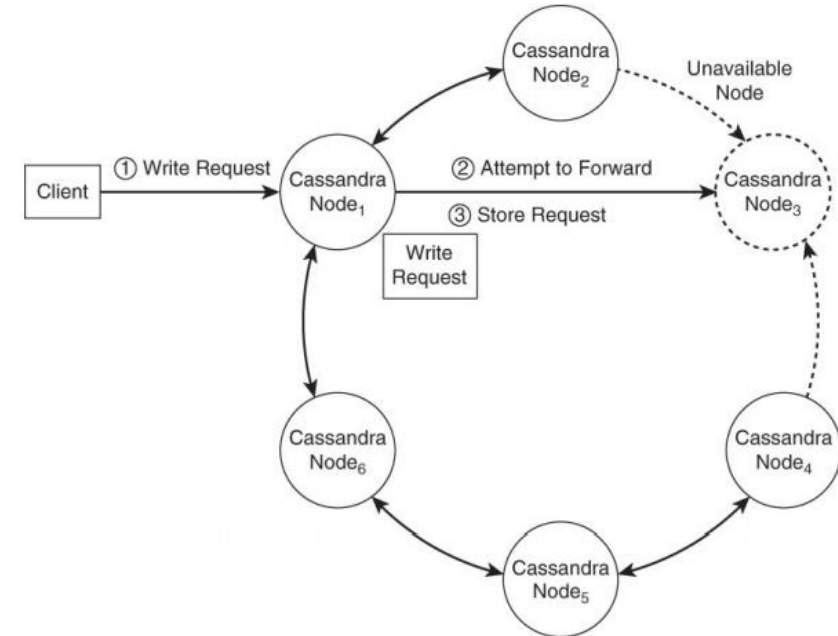 Cassandra
Node₂
Unavailable
Node
① Write Request
Client
Cassandra
Node₁
② Attempt to Forward
③ Store Request
Cassandra
Node₃
Write
Request
Cassandra
Node₆
Cassandra
Node₄
Cassandra
Node₅